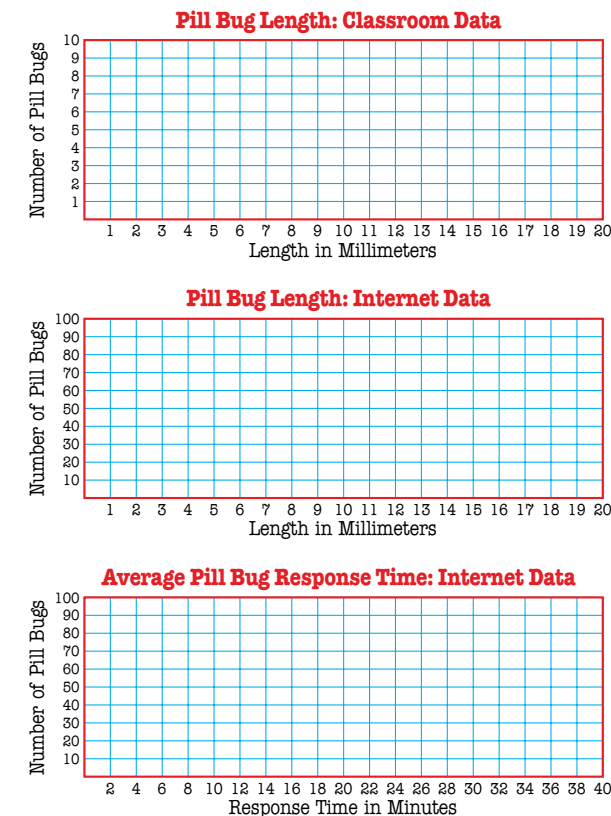 Pill Bug Length: Classroom Data
Number of Pill Bugs
10
9
8
7
6
5
4
3
2
1
1 2 3 4 5 6 7 8 9 10 11 12 13 14 15 16 17 18 19 20
Length in Millimeters
Pill Bug Length: Internet Data
Number of Pill Bugs
100
90
80
70
60
50
40
30
20
10
1 2 3 4 5 6 7 8 9 10 11 12 13 14 15 16 17 18 19 20
Length in Millimeters
Average Pill Bug Response Time: Internet Data
Number of Pill Bugs
100
90
80
70
60
50
40
30
20
10
2 4 6 8 10 12 14 16 18 20 22 24 26 28 30 32 34 36 38 40
Response Time in Minutes